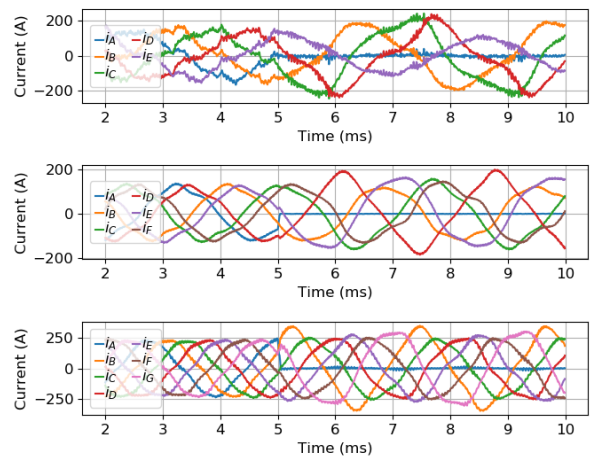 200
0
−200
Current (A)
i_A i_D
i_B i_E
i_C
2 3 4 5 6 7 8 9 10
Time (ms)
200
0
−200
Current (A)
i_A i_D
i_B i_E
i_C i_F
2 3 4 5 6 7 8 9 10
Time (ms)
250
0
−250
Current (A)
i_A i_E
i_B i_F
i_C i_G
i_D
2 3 4 5 6 7 8 9 10
Time (ms)